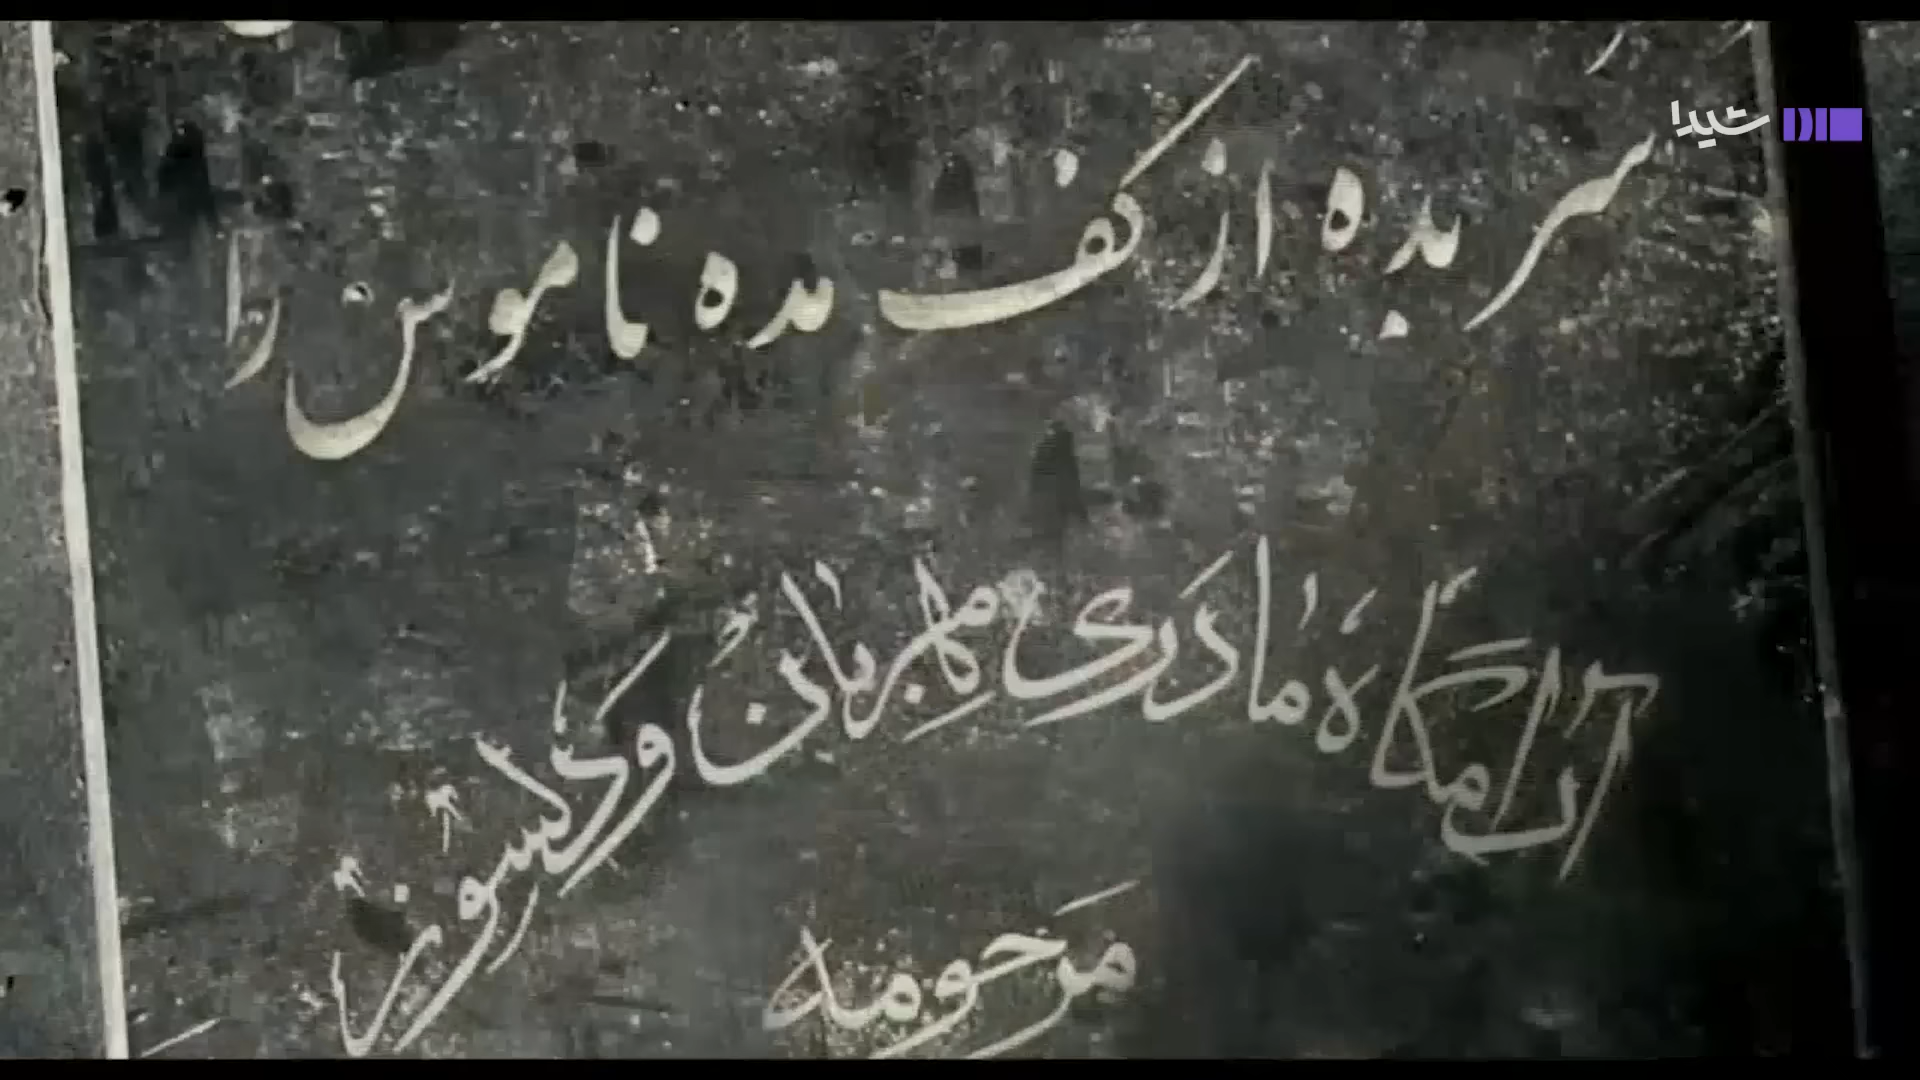 شیدا
سر بده از کف مده ناموس را
آرامگاه مادری مهربان و دلسوز
مرحومه